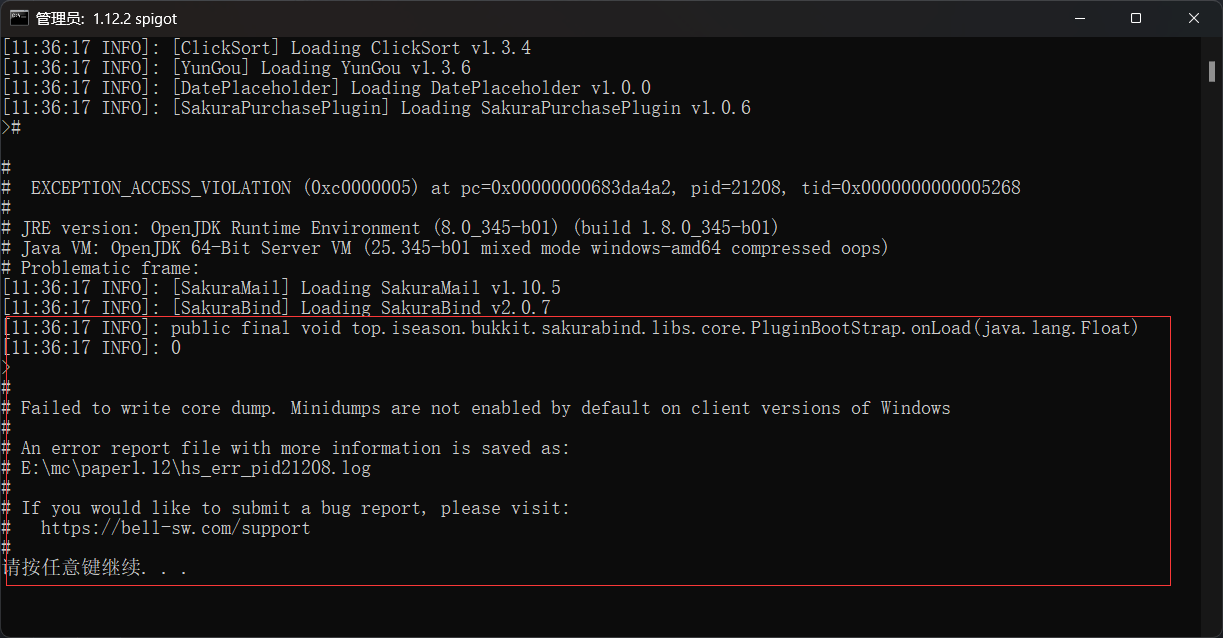 管理员: 1.12.2 spigot
[11:36:17 INFO]: [ClickSort] Loading ClickSort v1.3.4
[11:36:17 INFO]: [YunGou] Loading YunGou v1.3.6
[11:36:17 INFO]: [DatePlaceholder] Loading DatePlaceholder v1.0.0
[11:36:17 INFO]: [SakuraPurchasePlugin] Loading SakuraPurchasePlugin v1.0.6
>#
#
#  EXCEPTION_ACCESS_VIOLATION (0xc0000005) at pc=0x00000000683da4a2, pid=21208, tid=0x0000000000005268
#
# JRE version: OpenJDK Runtime Environment (8.0_345-b01) (build 1.8.0_345-b01)
# Java VM: OpenJDK 64-Bit Server VM (25.345-b01 mixed mode windows-amd64 compressed oops)
# Problematic frame:
[11:36:17 INFO]: [SakuraMail] Loading SakuraMail v1.10.5
[11:36:17 INFO]: [SakuraBind] Loading SakuraBind v2.0.7
[11:36:17 INFO]: public final void top.iseason.bukkit.sakurabind.libs.core.PluginBootStrap.onLoad(java.lang.Float)
[11:36:17 INFO]: 0
>
#
# Failed to write core dump. Minidumps are not enabled by default on client versions of Windows
#
# An error report file with more information is saved as:
# E:\mc\paper1.12\hs_err_pid21208.log
#
# If you would like to submit a bug report, please visit:
#   https://bell-sw.com/support
#
请按任意键继续. . .